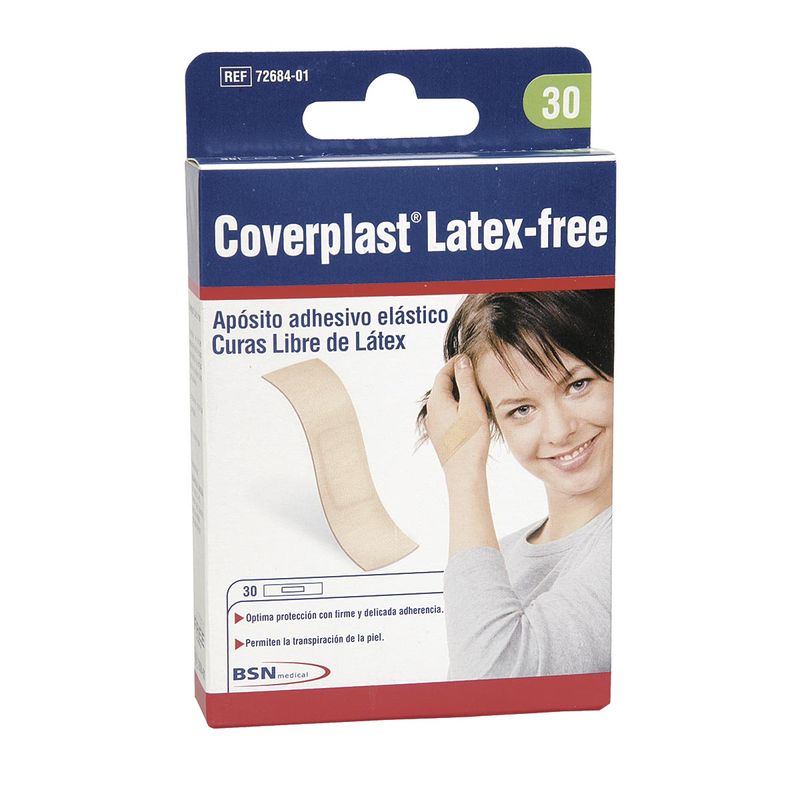 REF 72684-01
30
Coverplast® Latex-free
Apósito adhesivo elástico
Curas Libre de Látex
30
Optima protección con firme y delicada adherencia.
Permiten la transpiración de la piel.
BSN medical